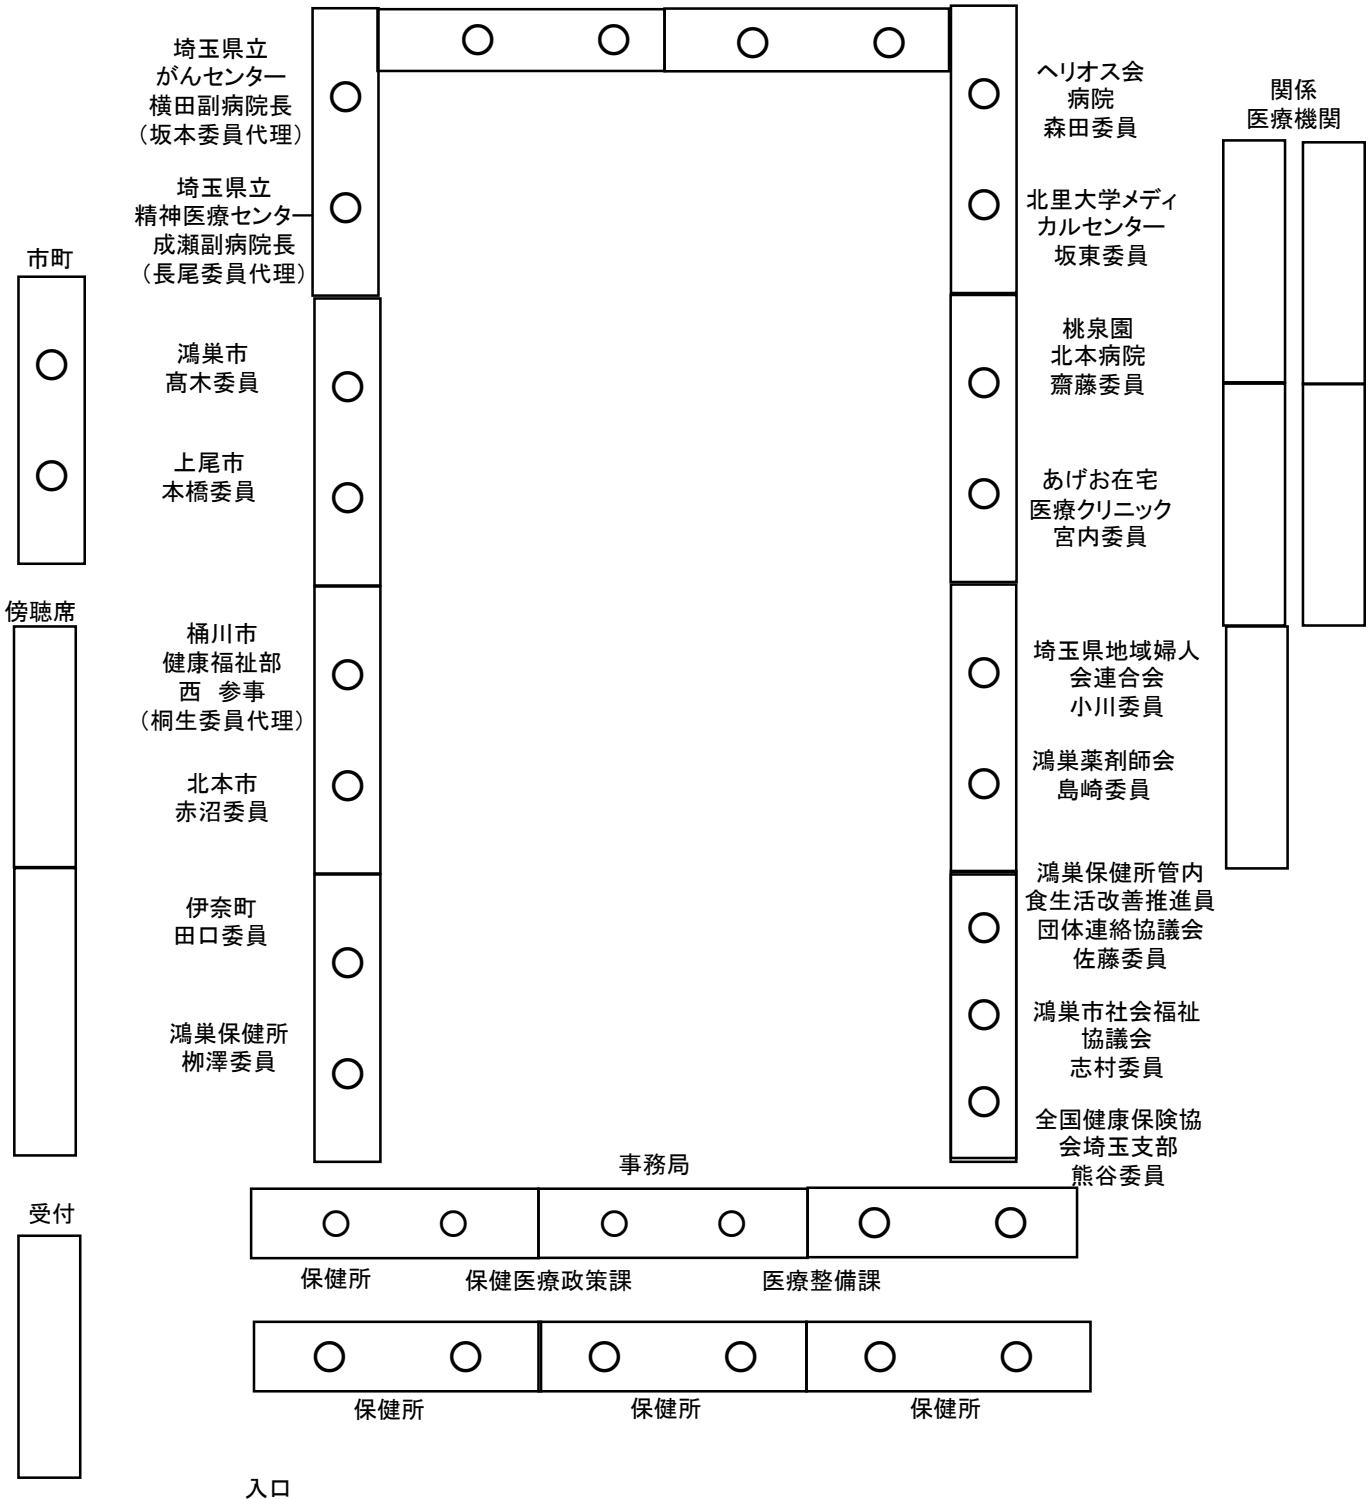 埼玉県立
がんセンター
横田副病院長
（坂本委員代理）
埼玉県立
精神医療センター
成瀬副病院長
（長尾委員代理）
市町
鴻巣市
髙木委員
上尾市
本橋委員
傍聴席
桶川市
健康福祉部
西　参事
（桐生委員代理）
北本市
赤沼委員
伊奈町
田口委員
鴻巣保健所
栁澤委員
受付
ヘリオス会
病院
森田委員
北里大学メディ
カルセンター
坂東委員
桃泉園
北本病院
齋藤委員
あげお在宅
医療クリニック
宮内委員
埼玉県地域婦人
会連合会
小川委員
鴻巣薬剤師会
島崎委員
鴻巣保健所管内
食生活改善推進員
団体連絡協議会
佐藤委員
鴻巣市社会福祉
協議会
志村委員
全国健康保険協
会埼玉支部
熊谷委員
関係
医療機関
事務局
保健所
保健医療政策課
医療整備課
保健所
保健所
保健所
入口